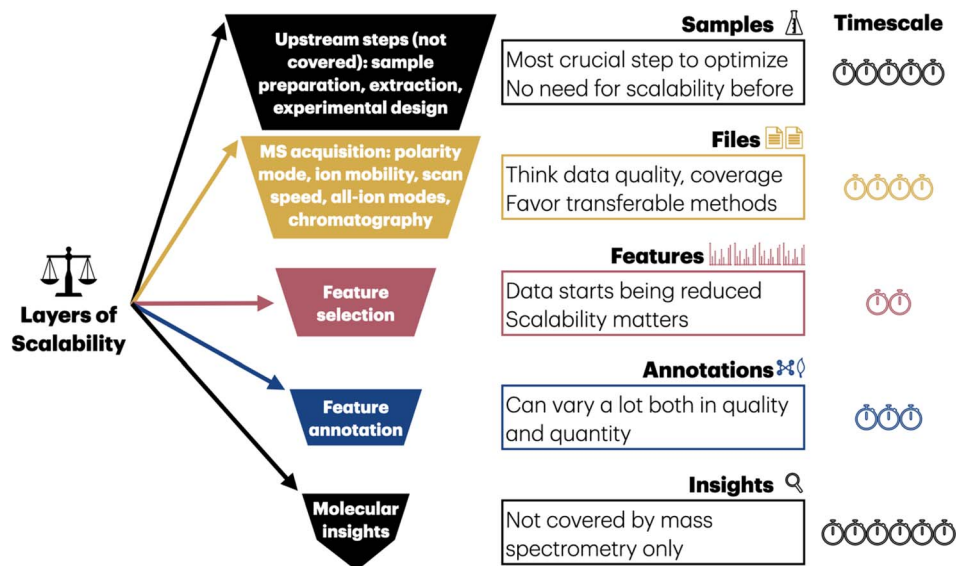 Samples
Timescale
Upstream steps (not
covered): sample
preparation, extraction,
experimental design
Most crucial step to optimize
No need for scalability before
Files
MS acquisition: polarity
mode, ion mobility, scan
speed, all-ion modes,
chromatography
Think data quality, coverage
Favor transferable methods
Layers of
Scalability
Features
Feature
selection
Data starts being reduced
Scalability matters
Annotations
Feature
annotation
Can vary a lot both in quality
and quantity
Insights
Molecular
insights
Not covered by mass
spectrometry only